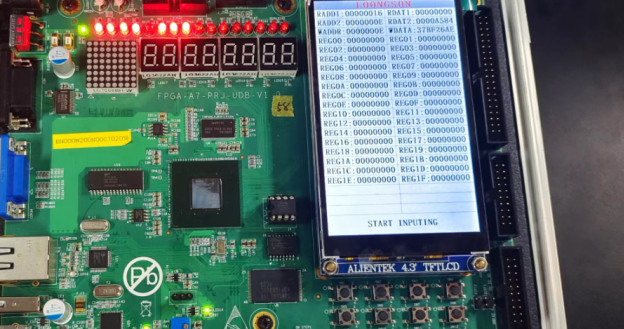 LOONGSON
RADD1:00000016 RDAT1:00000000
RADD2:0000000E RDAT2:0000A584
WADDR:0000000E WDATA:37BF26AE
REG00:00000000 REG01:00000000
REG02:00000000 REG03:00000000
REG04:00000000 REG05:00000000
REG06:00000000 REG07:00000000
REG08:00000000 REG09:00000000
REG0A:00000000 REG0B:00000000
REG0C:00000000 REG0D:00000000
REG0E:00000000 REG0F:00000000
REG10:00000000 REG11:00000000
REG12:00000000 REG13:00000000
REG14:00000000 REG15:00000000
REG16:00000000 REG17:00000000
REG18:00000000 REG19:00000000
REG1A:00000000 REG1B:00000000
REG1C:00000000 REG1D:00000000
REG1E:00000000 REG1F:00000000
START INPUTING
ALIENTEK 4.3' TFTLCD
FPGA-A7-PRJ-UDB-V1
Pb